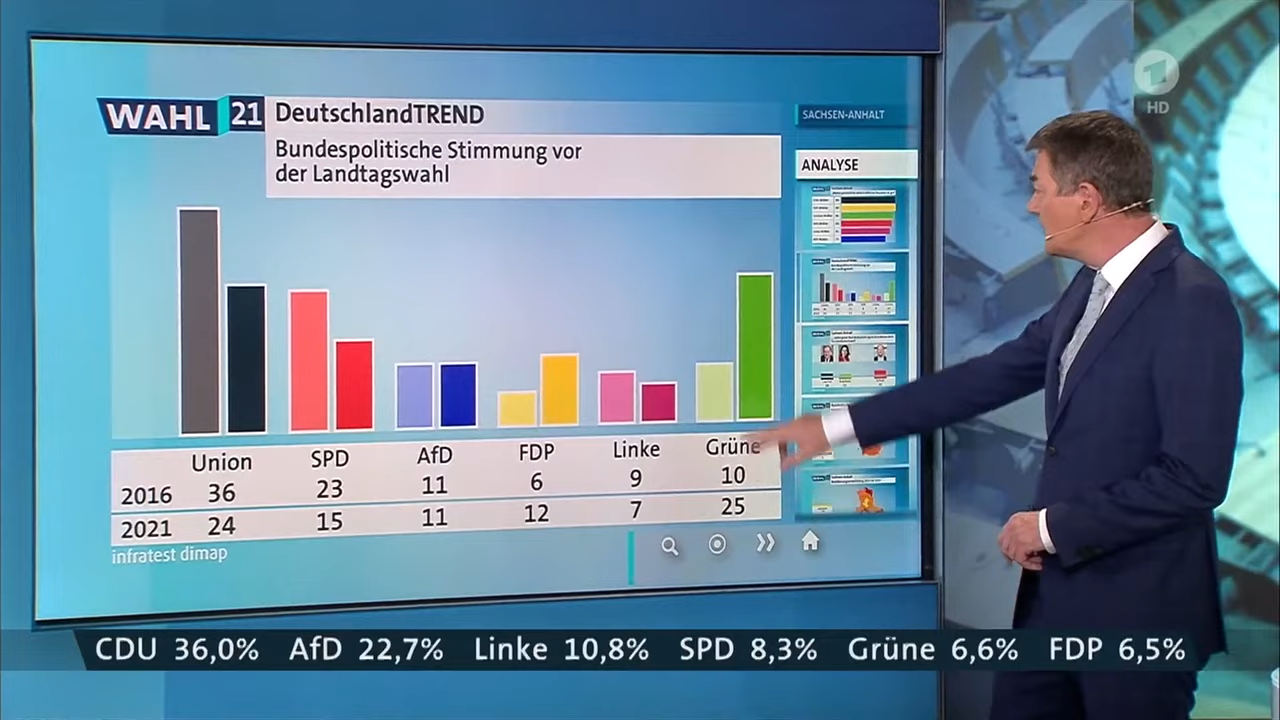 WAHL 21
DeutschlandTREND
Bundespolitische Stimmung vor
der Landtagswahl
SACHSEN-ANHALT
ANALYSE
1
HD
Union SPD AfD FDP Linke Grüne
2016 36 23 11 6 9 10
2021 24 15 11 12 7 25
infratest dimap
CDU 36,0% AfD 22,7% Linke 10,8% SPD 8,3% Grüne 6,6% FDP 6,5%